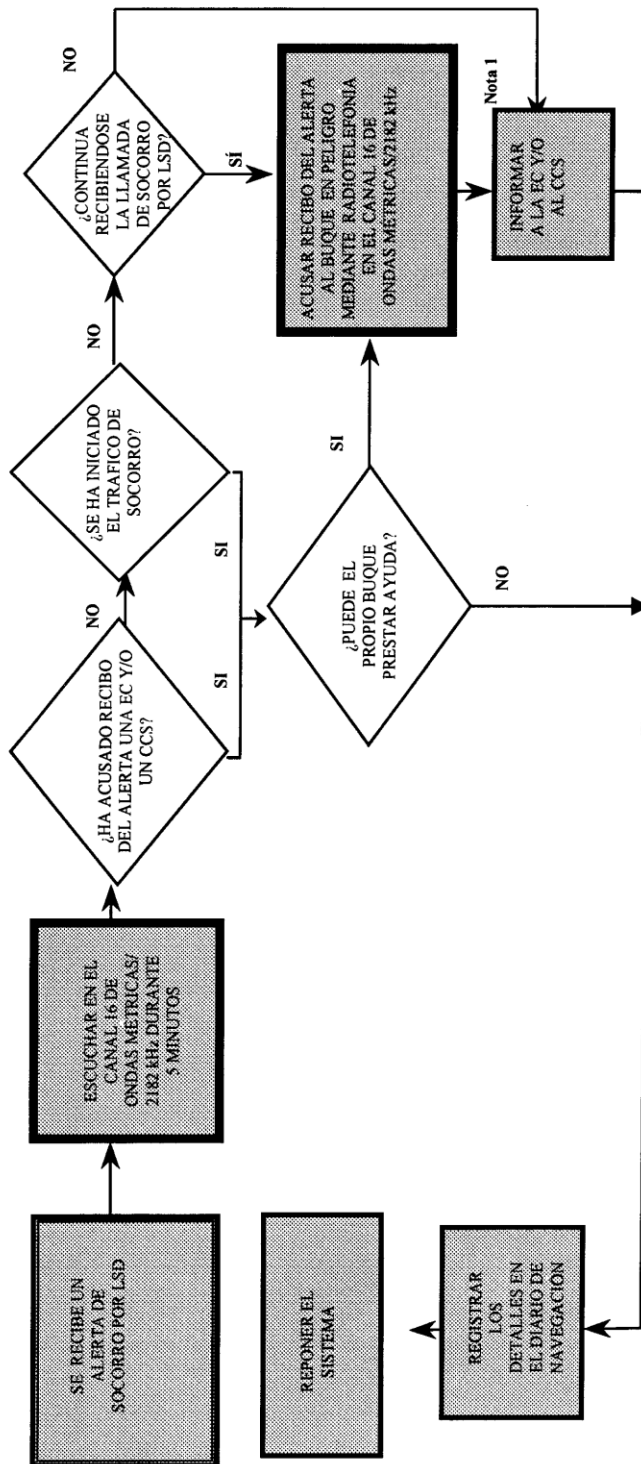 SE RECIBE UN
ALERTA DE
SOCORRO POR LSD
ESCUCHAR EN EL
CANAL 16 DE
ONDAS METRICAS/
2182 kHz DURANTE
5 MINUTOS
¿HA ACUSADO RECIBO
DEL ALERTA UNA EC Y/O
UN CCS?
NO
SI
¿SE HA INICIADO
EL TRAFICO DE
SOCORRO?
NO
SI
¿CONTINUA
RECIBIENDOSE
LA LLAMADA
DE SOCORRO
POR LSD?
NO
SÍ
REPONER EL
SISTEMA
¿PUEDE EL
PROPIO BUQUE
PRESTAR AYUDA?
SI
NO
ACUSAR RECIBO DEL ALERTA
AL BUQUE EN PELIGRO
MEDIANTE RADIOTELEFONIA
EN EL CANAL 16 DE
ONDAS METRICAS/2182 kHz
Nota 1
REGISTRAR
LOS
DETALLES EN
EL DIARIO DE
NAVEGACION
INFORMAR
A LA EC Y/O
AL CCS